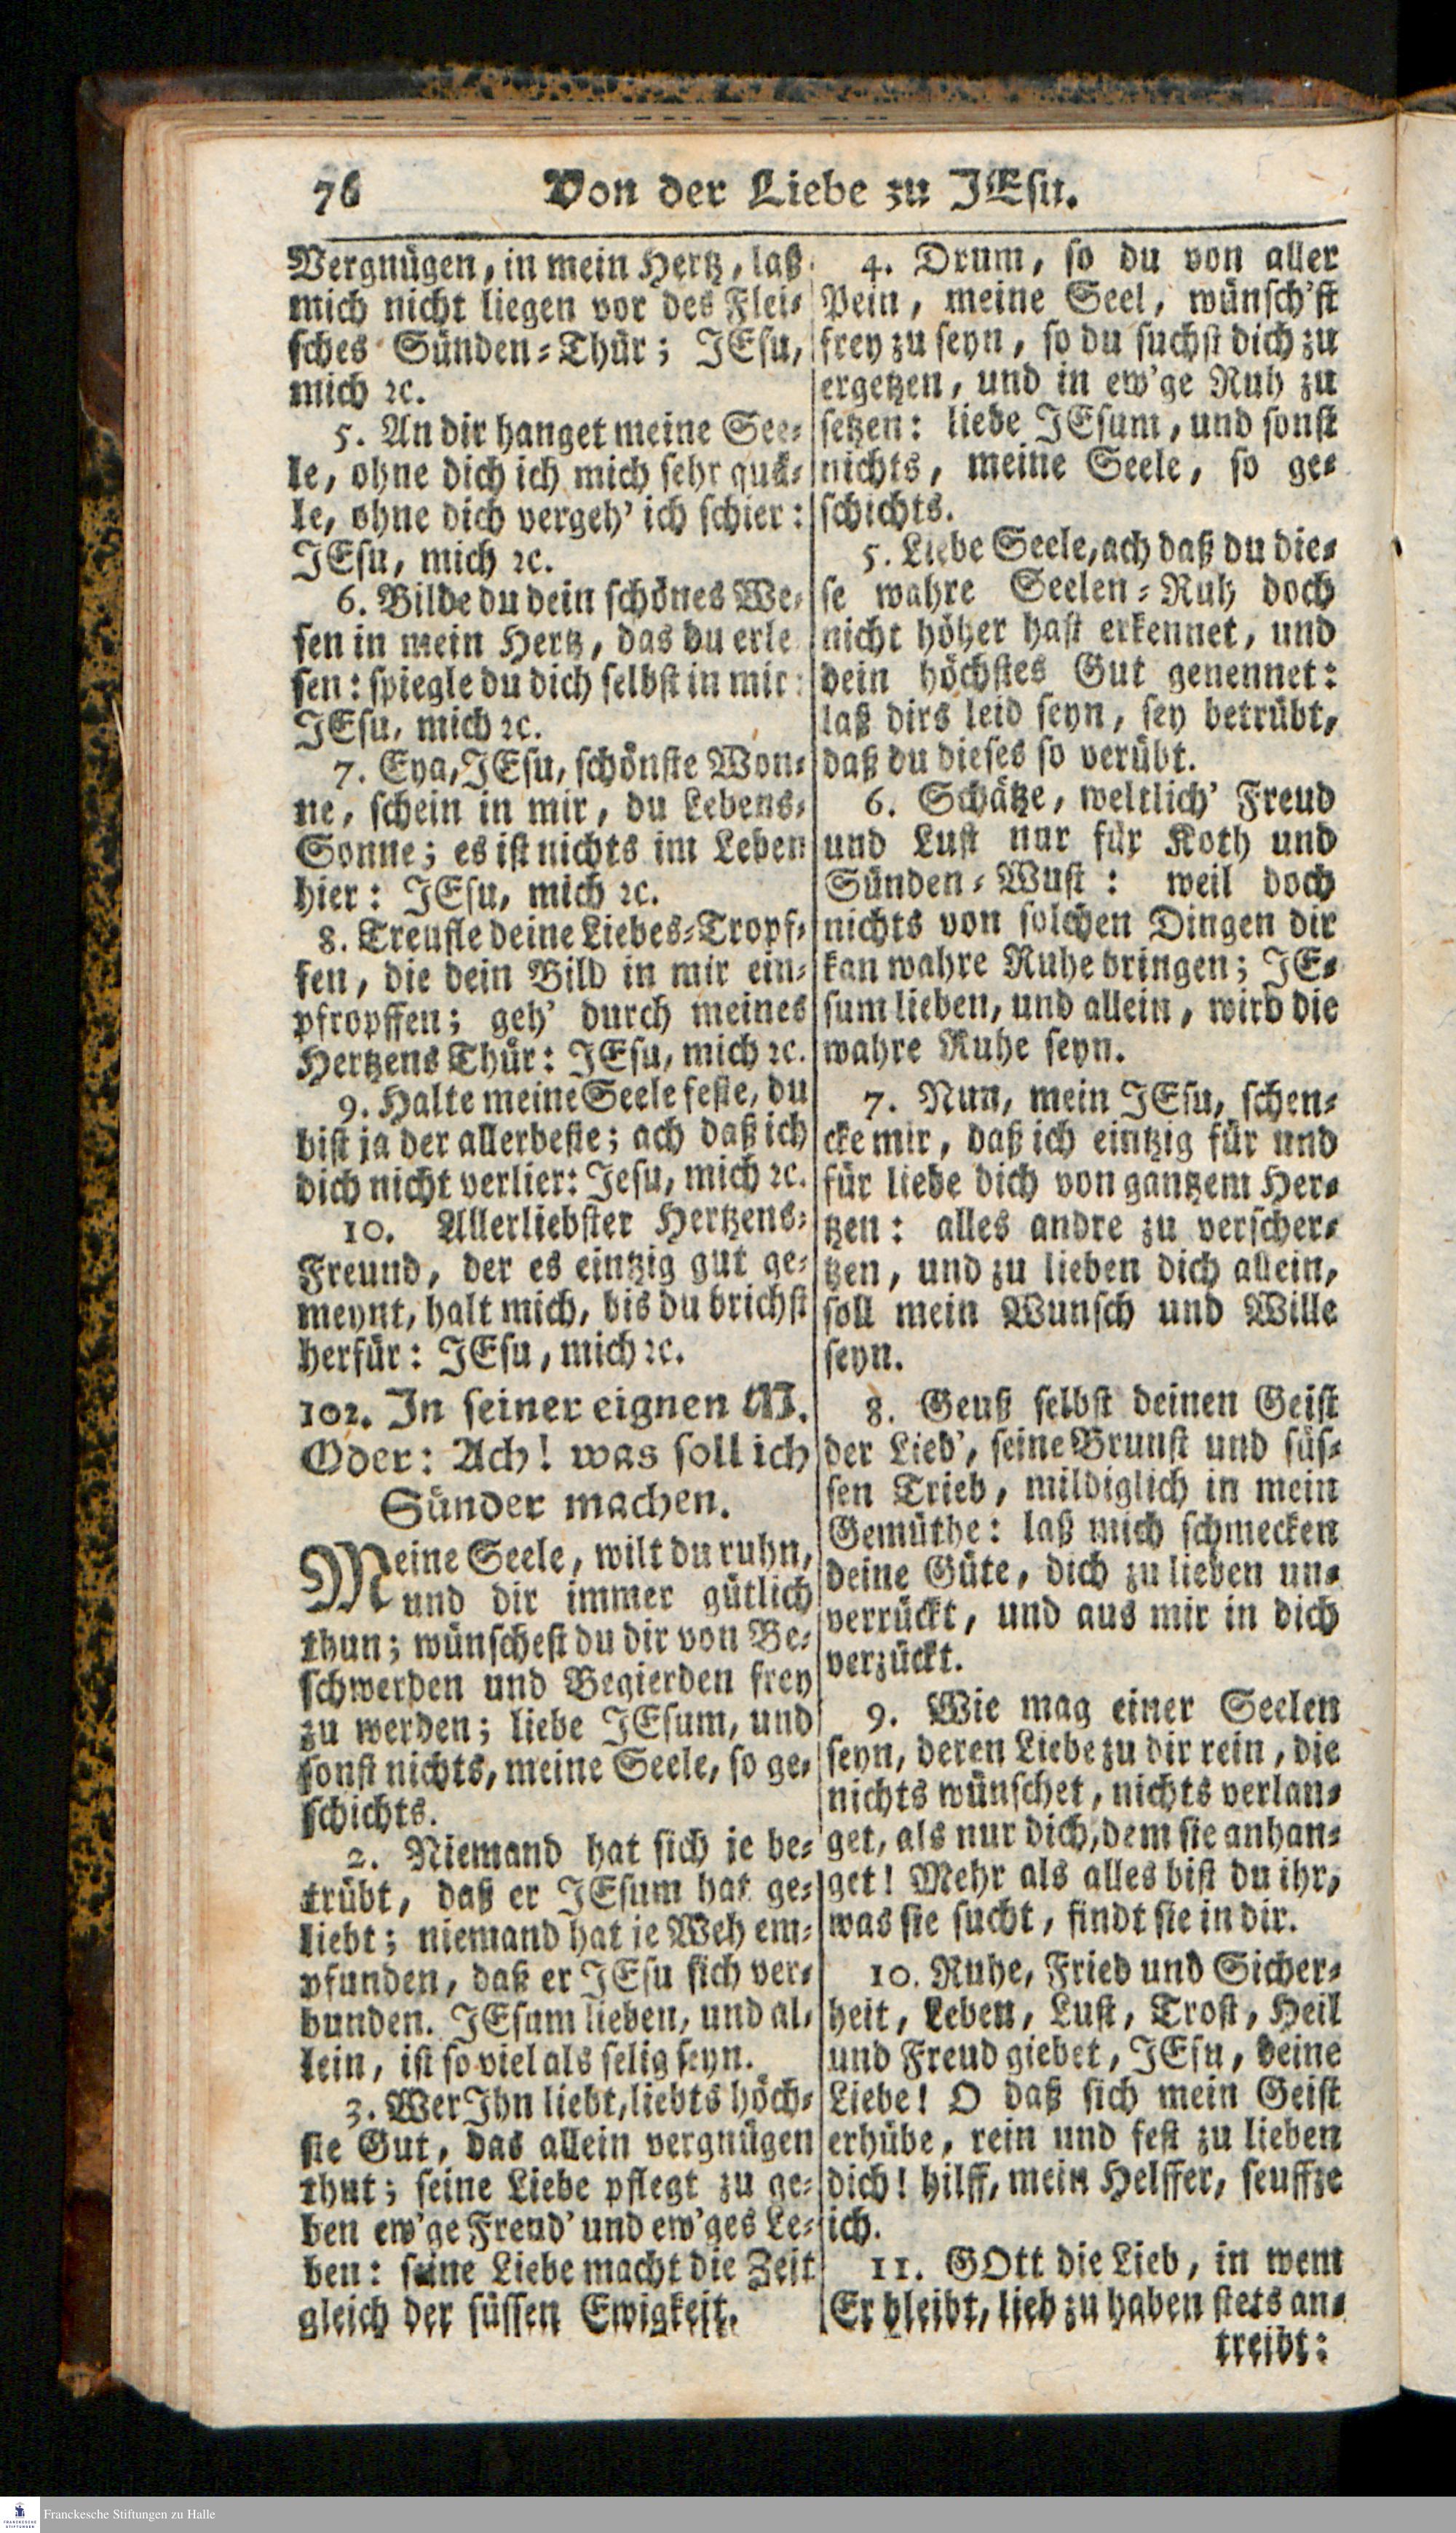 76 Von der Liebe zu JEsu.
Vergnügen, in mein Hertz, laß
mich nicht liegen vor des Flei-
sches Sünden-Thür; JEsu,
mich ꝛc.
5. An dir hanget meine See-
le, ohne dich ich mich sehr quä-
le, ohne dich vergeh' ich schier:
JEsu, mich ꝛc.
6. Bilde du dein schönes We-
sen in mein Hertz, das du erle
sen: spiegle du dich selbst in mir:
JEsu, mich ꝛc.
7. Eya, JEsu, schönste Won-
ne, schein in mir, du Lebens-
Sonne; es ist nichts im Leben
hier: JEsu, mich ꝛc.
8. Treufle deine Liebes-Tropf-
fen, die dein Bild in mir ein-
pfropffen; geh' durch meines
Hertzens Thür: JEsu, mich ꝛc.
9. Halte meine Seele feste, du
bist ja der allerbeste; ach daß ich
dich nicht verlier: Jesu, mich ꝛc.
10. Allerliebster Hertzens-
Freund, der es eintzig gut ge-
meynt, halt mich, bis du brichst
herfür: JEsu, mich ꝛc.
102. In seiner eignen M.
Oder: Ach! was soll ich
Sünder machen.
Meine Seele, wilt du ruhn,
und dir immer gütlich
thun; wünschest du dir von Be-
schwerden und Begierden frey
zu werden; liebe JEsum, und
sonst nichts, meine Seele, so ge-
schichts.
2. Niemand hat sich je be-
trübt, daß er JEsum hat ge-
liebt; niemand hat je Weh em-
pfunden, daß er JEsu sich ver-
bunden. JEsum lieben, und al-
lein, ist so viel als selig seyn.
3. Wer Ihn liebt, liebts höch-
ste Gut, das allein vergnügen
thut; seine Liebe pflegt zu ge-
ben ew'ge Freud' und ew'ges Le-
ben: seine Liebe macht die Zeit
gleich der süssen Ewigkeit.
4. Drum, so du von aller
Pein, meine Seel, wünsch'st
frey zu seyn, so du suchst dich zu
ergetzen, und in ew'ge Ruh zu
setzen: liebe JEsum, und sonst
nichts, meine Seele, so ge-
schichts.
5. Liebe Seele, ach daß du die-
se wahre Seelen-Ruh doch
nicht höher hast erkennet, und
dein höchstes Gut genennet:
laß dirs leid seyn, sey betrübt,
daß du dieses so verübt.
6. Schätze, weltlich' Freud
und Lust nur für Koth und
Sünden-Wust: weil doch
nichts von solchen Dingen dir
kan wahre Ruhe bringen; JE-
sum lieben, und allein, wird die
wahre Ruhe seyn.
7. Nun, mein JEsu, schen-
cke mir, daß ich eintzig für und
für liebe dich von gantzem Her-
tzen: alles andre zu verscher-
tzen, und zu lieben dich allein,
soll mein Wunsch und Wille
seyn.
8. Geuß selbst deinen Geist
der Lieb', seine Brunst und süs-
sen Trieb, mildiglich in mein
Gemüthe: laß mich schmecken
deine Güte, dich zu lieben un-
verrückt, und aus mir in dich
verzückt.
9. Wie mag einer Seelen
seyn, deren Liebe zu dir rein, die
nichts wünschet, nichts verlan-
get, als nur dich, dem sie anhan-
get! Mehr als alles bist du ihr,
was sie sucht, findt sie in dir.
10. Ruhe, Fried und Sicher-
heit, Leben, Lust, Trost, Heil
und Freud giebet, JEsu, deine
Liebe! O daß sich mein Geist
erhübe, rein und fest zu lieben
dich! hilff, mein Helffer, seuffze
ich.
11. GOtt die Lieb, in wem
Er bleibt, lieb zu haben stets an-
treibt:
Franckesche Stiftungen zu Halle